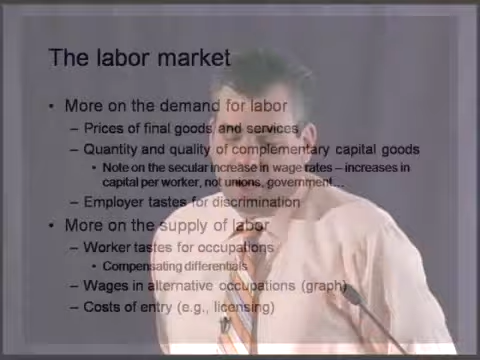 The labor market
• More on the demand for labor
– Prices of final goods and services
– Quantity and quality of complementary capital goods
• Note on the secular increase in wage rates – increases in
capital per worker, not unions, government…
– Employer tastes for discrimination
• More on the supply of labor
– Worker tastes for occupations
• Compensating differentials
– Wages in alternative occupations (graph)
– Costs of entry (e.g., licensing)